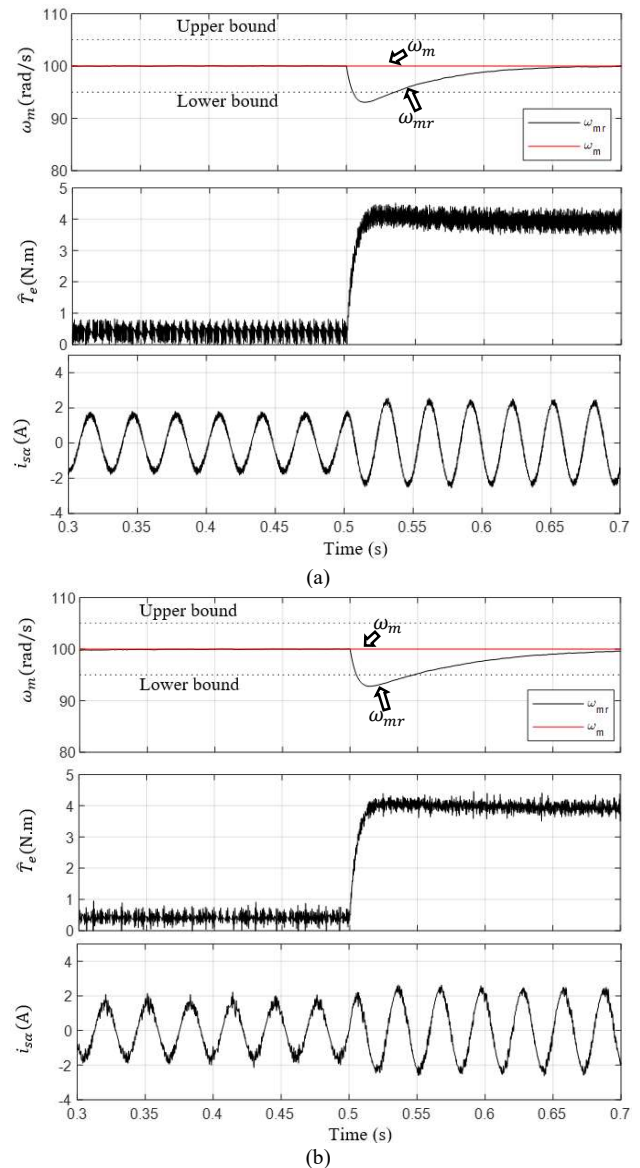 110
Upper bound
ω_m
100
Lower bound
ω_mr
90
80
ω_m(rad/s)
ω_mr
ω_m
5
4
3
2
1
0
T̂_e(N.m)
4
2
0
-2
-4
i_sα(A)
0.3 0.35 0.4 0.45 0.5 0.55 0.6 0.65 0.7
Time (s)
(a)
110
Upper bound
ω_m
100
Lower bound
ω_mr
90
80
ω_m(rad/s)
ω_mr
ω_m
5
4
3
2
1
0
T̂_e(N.m)
4
2
0
-2
-4
i_sα(A)
0.3 0.35 0.4 0.45 0.5 0.55 0.6 0.65 0.7
Time (s)
(b)